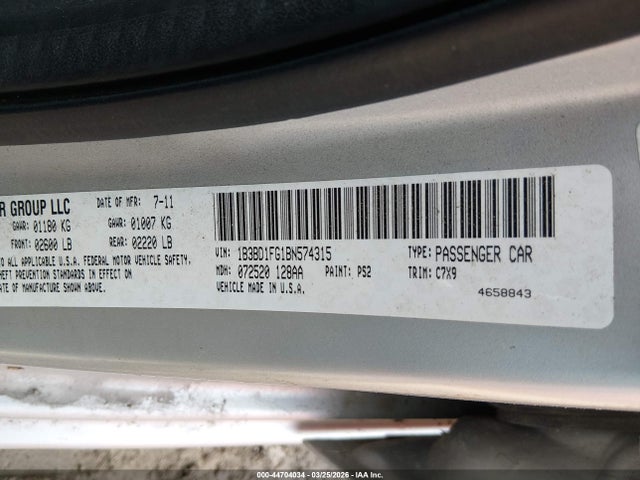 R GROUP LLC DATE OF MFR: 7-11
GAWR: 01180 KG GAWR: 01007 KG
FRONT: 02600 LB REAR: 02220 LB
TO ALL APPLICABLE U.S.A. FEDERAL MOTOR VEHICLE SAFETY,
THEFT PREVENTION STANDARDS IN EFFECT ON
DATE OF MANUFACTURE SHOWN ABOVE.
VIN: 1B3BD1FG1BN574315 TYPE: PASSENGER CAR
MDH: 072520 128AA PAINT: PS2 TRIM: C7X9
VEHICLE MADE IN U.S.A.
4658843
000-44704034 | 03/25/2026 - IAA Inc.